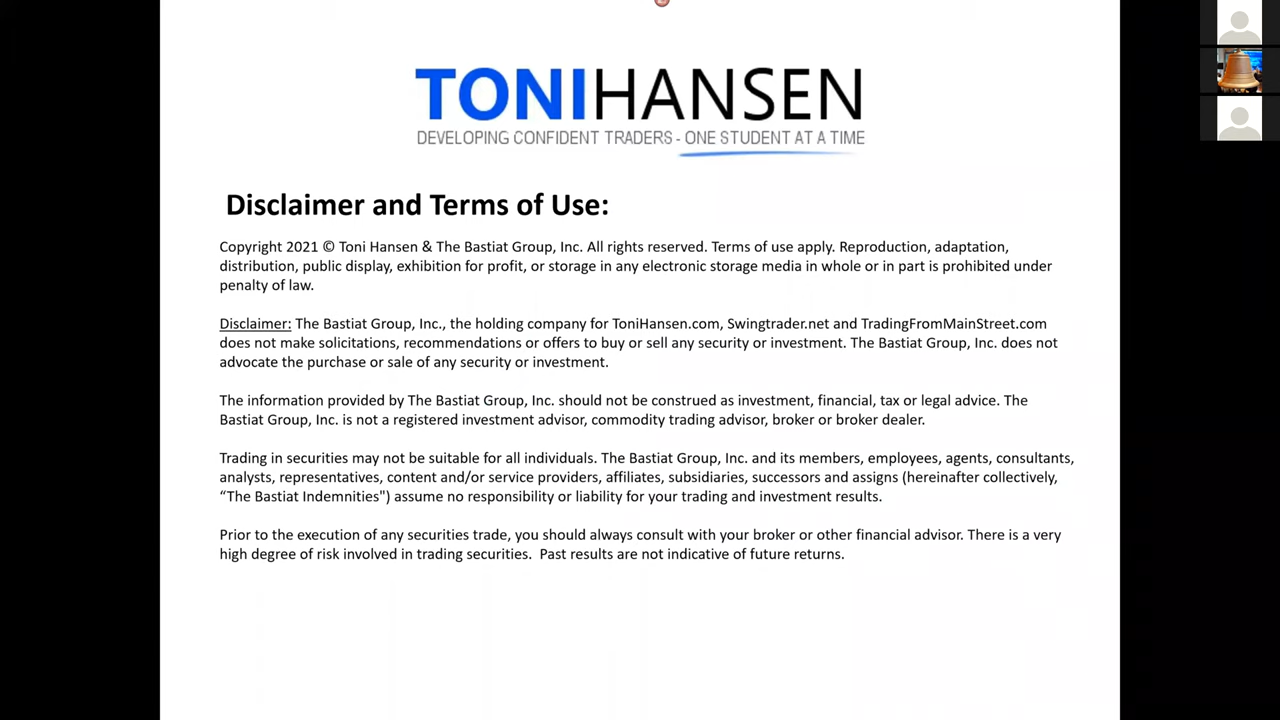 TONIHANSEN
DEVELOPING CONFIDENT TRADERS - ONE STUDENT AT A TIME
Disclaimer and Terms of Use:
Copyright 2021 © Toni Hansen & The Bastiat Group, Inc. All rights reserved. Terms of use apply. Reproduction, adaptation,
distribution, public display, exhibition for profit, or storage in any electronic storage media in whole or in part is prohibited under
penalty of law.
Disclaimer: The Bastiat Group, Inc., the holding company for ToniHansen.com, Swingtrader.net and TradingFromMainStreet.com
does not make solicitations, recommendations or offers to buy or sell any security or investment. The Bastiat Group, Inc. does not
advocate the purchase or sale of any security or investment.
The information provided by The Bastiat Group, Inc. should not be construed as investment, financial, tax or legal advice. The
Bastiat Group, Inc. is not a registered investment advisor, commodity trading advisor, broker or broker dealer.
Trading in securities may not be suitable for all individuals. The Bastiat Group, Inc. and its members, employees, agents, consultants,
analysts, representatives, content and/or service providers, affiliates, subsidiaries, successors and assigns (hereinafter collectively,
“The Bastiat Indemnities") assume no responsibility or liability for your trading and investment results.
Prior to the execution of any securities trade, you should always consult with your broker or other financial advisor. There is a very
high degree of risk involved in trading securities.  Past results are not indicative of future returns.